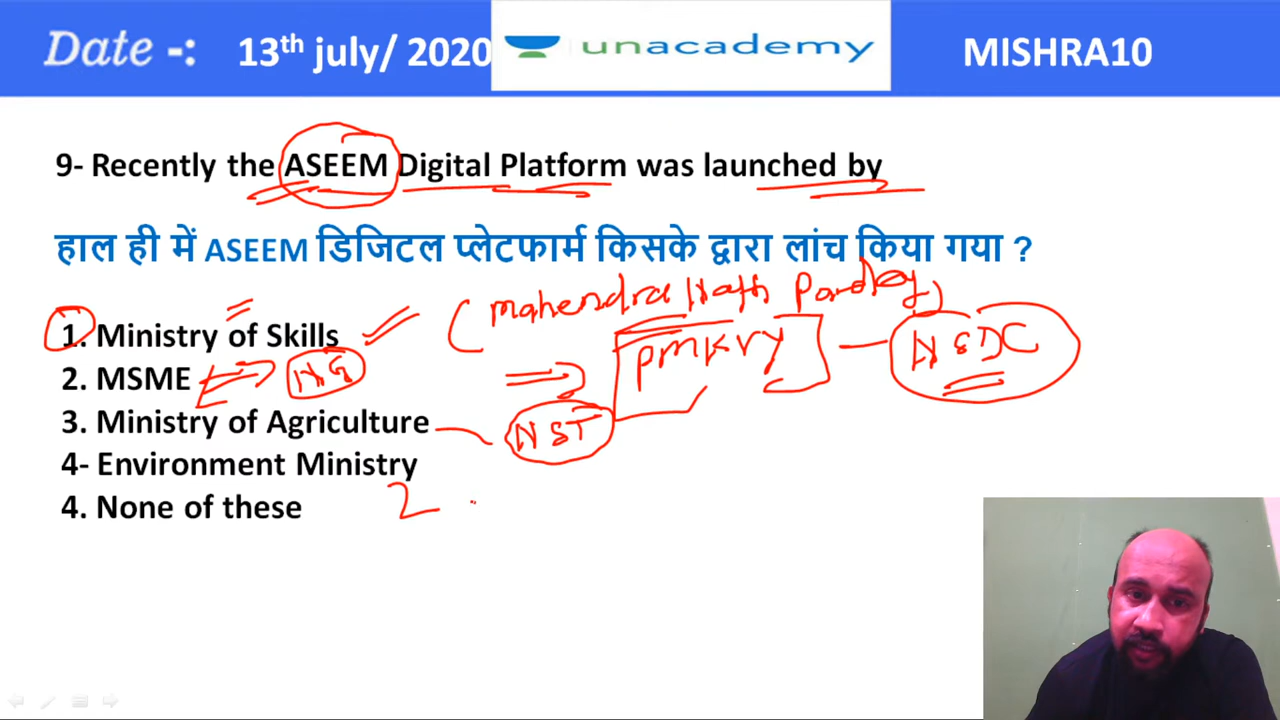 Date -: 13th july/ 2020 unacademy MISHRA10
9- Recently the ASEEM Digital Platform was launched by
हाल ही में ASEEM डिजिटल प्लेटफार्म किसके द्वारा लांच किया गया ?
(Mahendra Nath Pandey)
1. Ministry of Skills
PMKVY NSDC
2. MSME NG
3. Ministry of Agriculture NST
4- Environment Ministry
4. None of these 2